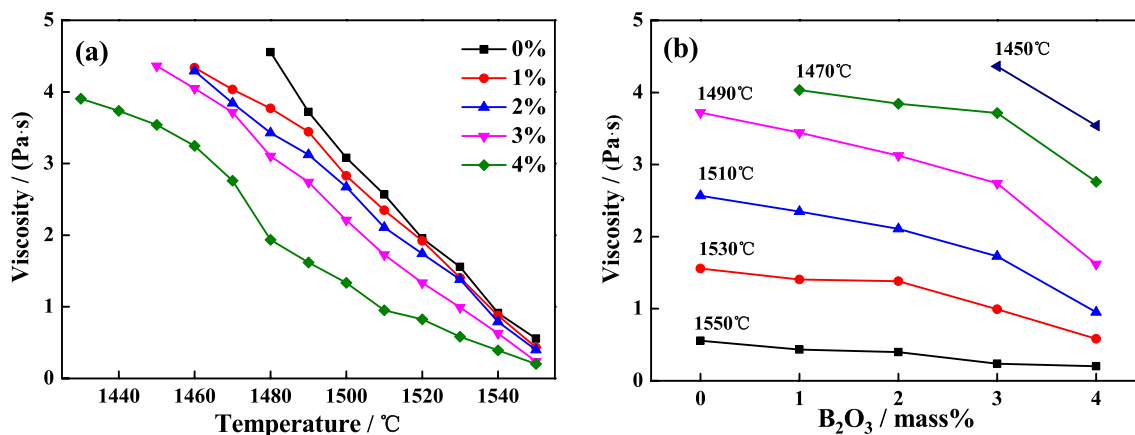 (a)
0%
1%
2%
3%
4%
Viscosity / (Pa·s)
5
4
3
2
1
0
1440 1460 1480 1500 1520 1540
Temperature / ℃
(b)
1450℃
1470℃
1490℃
1510℃
1530℃
1550℃
Viscosity / (Pa·s)
5
4
3
2
1
0
0 1 2 3 4
B₂O₃ / mass%